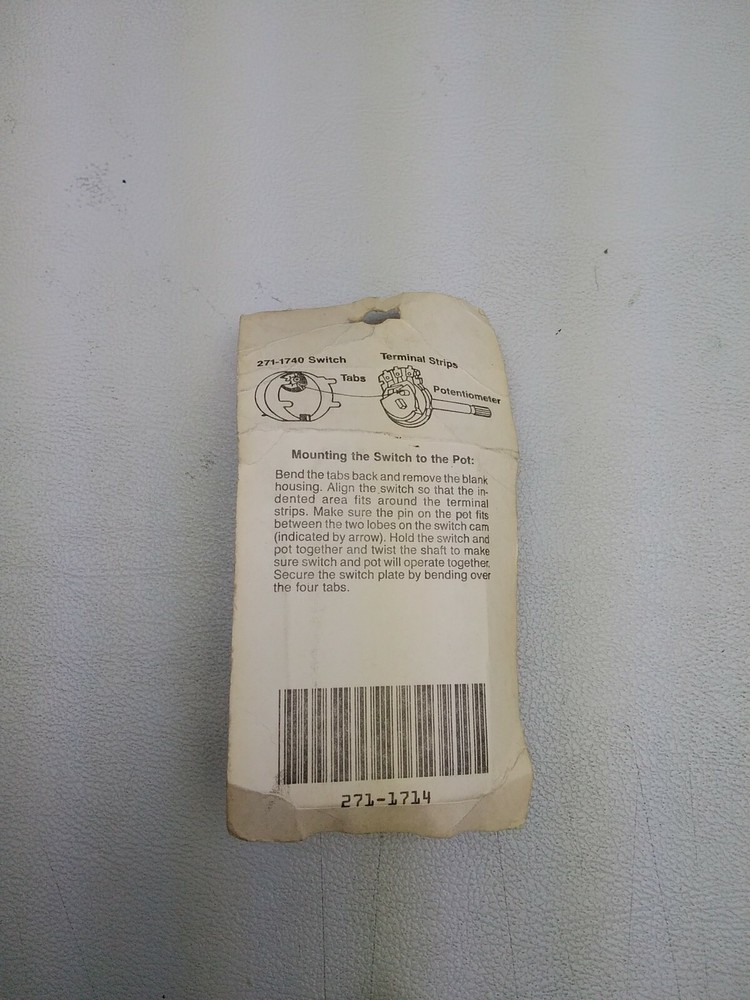 271-1740 Switch
Terminal Strips
Tabs
Potentiometer
Mounting the Switch to the Pot:
Bend the tabs back and remove the blank
housing. Align the switch so that the in-
dented area fits around the terminal
strips. Make sure the pin on the pot fits
between the two lobes on the switch cam
(indicated by arrow). Hold the switch and
pot together and twist the shaft to make
sure switch and pot will operate together.
Secure the switch plate by bending over
the four tabs.
271-1714